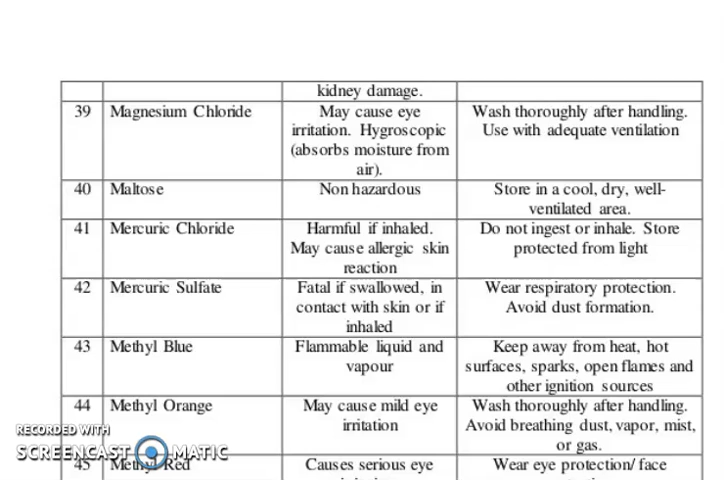 kidney damage.
39 Magnesium Chloride May cause eye Wash thoroughly after handling.
irritation. Hygroscopic Use with adequate ventilation
(absorbs moisture from
air).
40 Maltose Non hazardous Store in a cool, dry, well-
ventilated area.
41 Mercuric Chloride Harmful if inhaled. Do not ingest or inhale. Store
May cause allergic skin protected from light
reaction
42 Mercuric Sulfate Fatal if swallowed, in Wear respiratory protection.
contact with skin or if Avoid dust formation.
inhaled
43 Methyl Blue Flammable liquid and Keep away from heat, hot
vapour surfaces, sparks, open flames and
other ignition sources
44 Methyl Orange May cause mild eye Wash thoroughly after handling.
irritation Avoid breathing dust, vapor, mist,
or gas.
RECORDED WITH
SCREENCAST MATIC
45 Methyl Red Causes serious eye Wear eye protection/ face